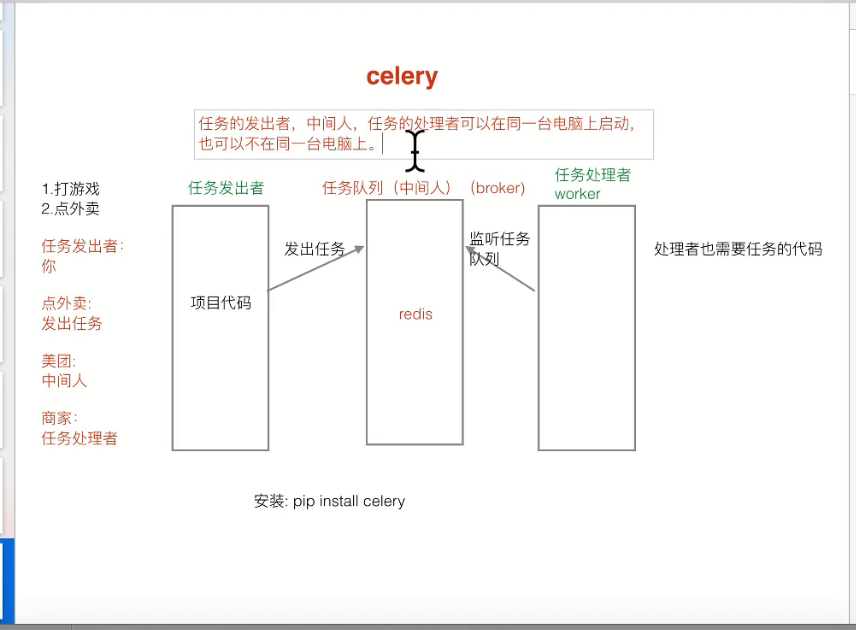 celery
任务的发出者，中间人，任务的处理者可以在同一台电脑上启动，
也可以不在同一台电脑上。
1.打游戏
2.点外卖
任务发出者：
你
点外卖：
发出任务
美团：
中间人
商家：
任务处理者
任务发出者
项目代码
发出任务
任务队列（中间人）（broker)
redis
监听任务
队列
任务处理者
worker
处理者也需要任务的代码
安装: pip install celery